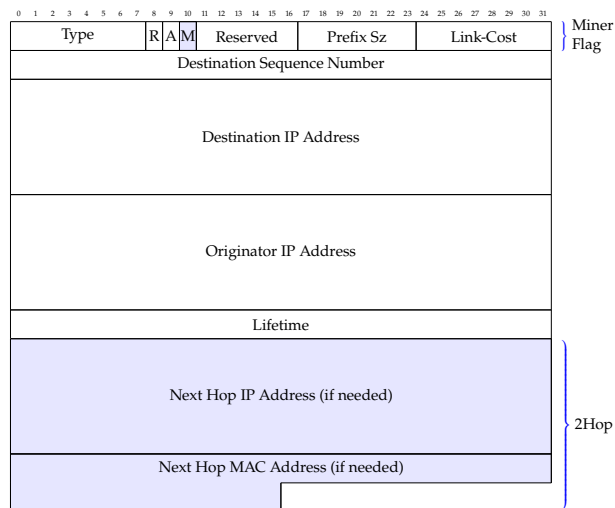 0 1 2 3 4 5 6 7 8 9 10 11 12 13 14 15 16 17 18 19 20 21 22 23 24 25 26 27 28 29 30 31
Type R A M Reserved Prefix Sz Link-Cost
Miner
Flag
Destination Sequence Number
Destination IP Address
Originator IP Address
Lifetime
Next Hop IP Address (if needed)
2Hop
Next Hop MAC Address (if needed)